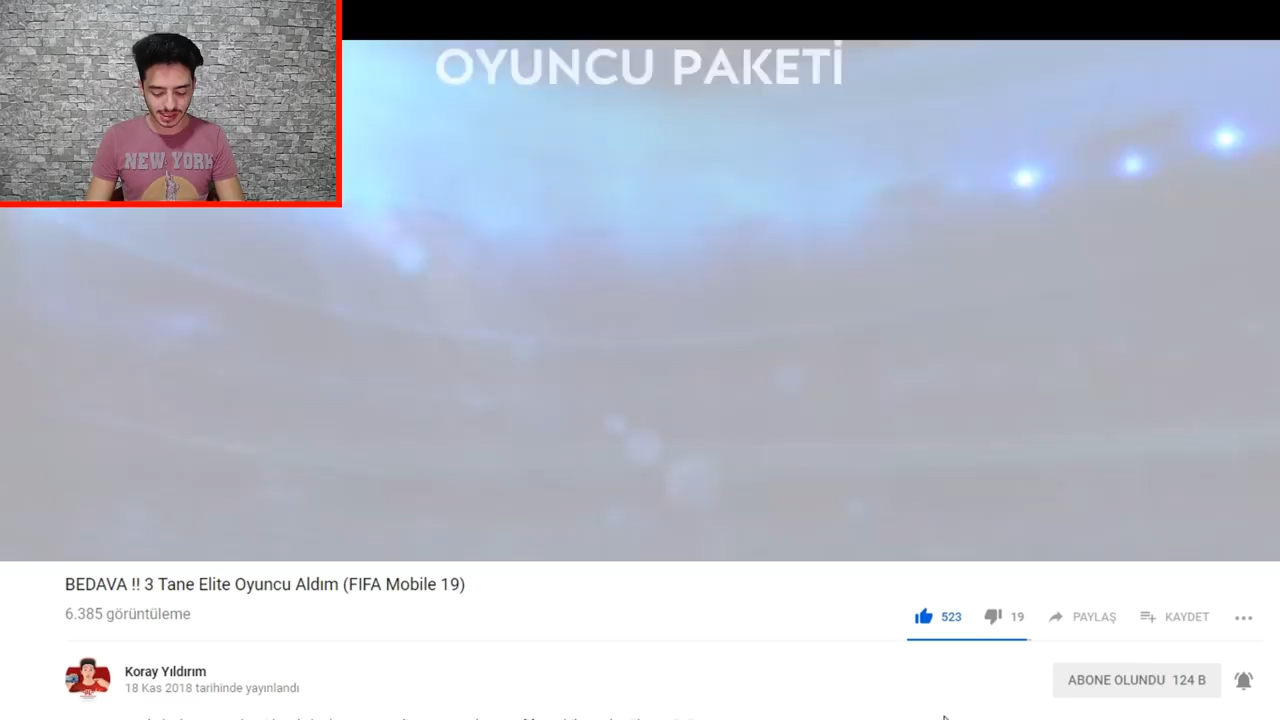 OYUNCU PAKETİ
NEW YORK
BEDAVA !! 3 Tane Elite Oyuncu Aldım (FIFA Mobile 19)
6.385 görüntüleme
523
19
PAYLAŞ
KAYDET
Koray Yıldırım
18 Kas 2018 tarihinde yayınlandı
ABONE OLUNDU 124 B